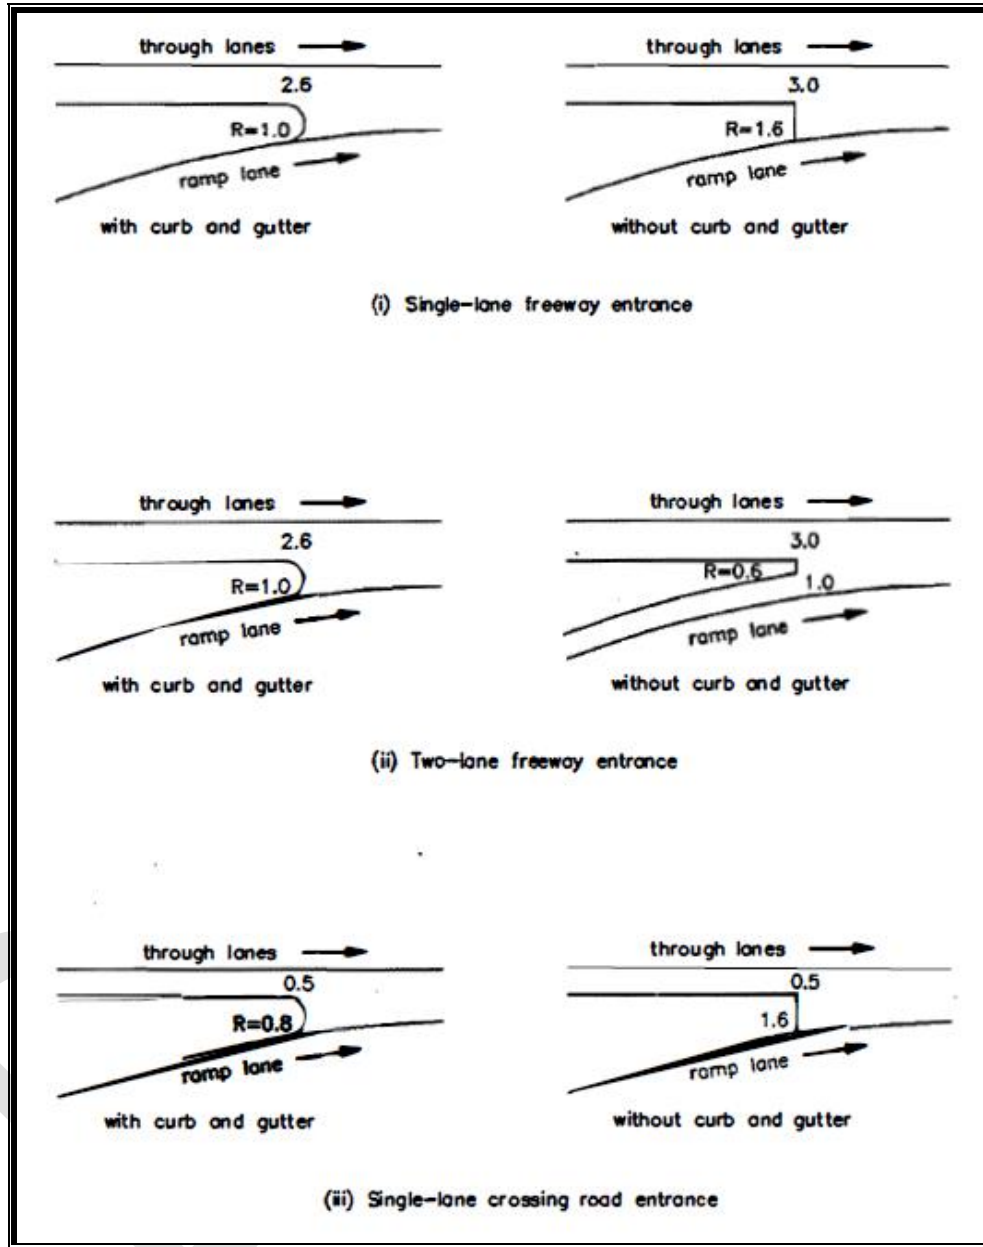 through lanes
through lanes
2.6
3.0
R=1.0
R=1.6
ramp lane
ramp lane
with curb and gutter
without curb and gutter
(i) Single-lane freeway entrance
through lanes
through lanes
2.6
3.0
R=1.0
R=0.6
1.0
ramp lane
ramp lane
with curb and gutter
without curb and gutter
(ii) Two-lane freeway entrance
through lanes
through lanes
0.5
0.5
R=0.8
1.6
ramp lane
ramp lane
with curb and gutter
without curb and gutter
(iii) Single-lane crossing road entrance